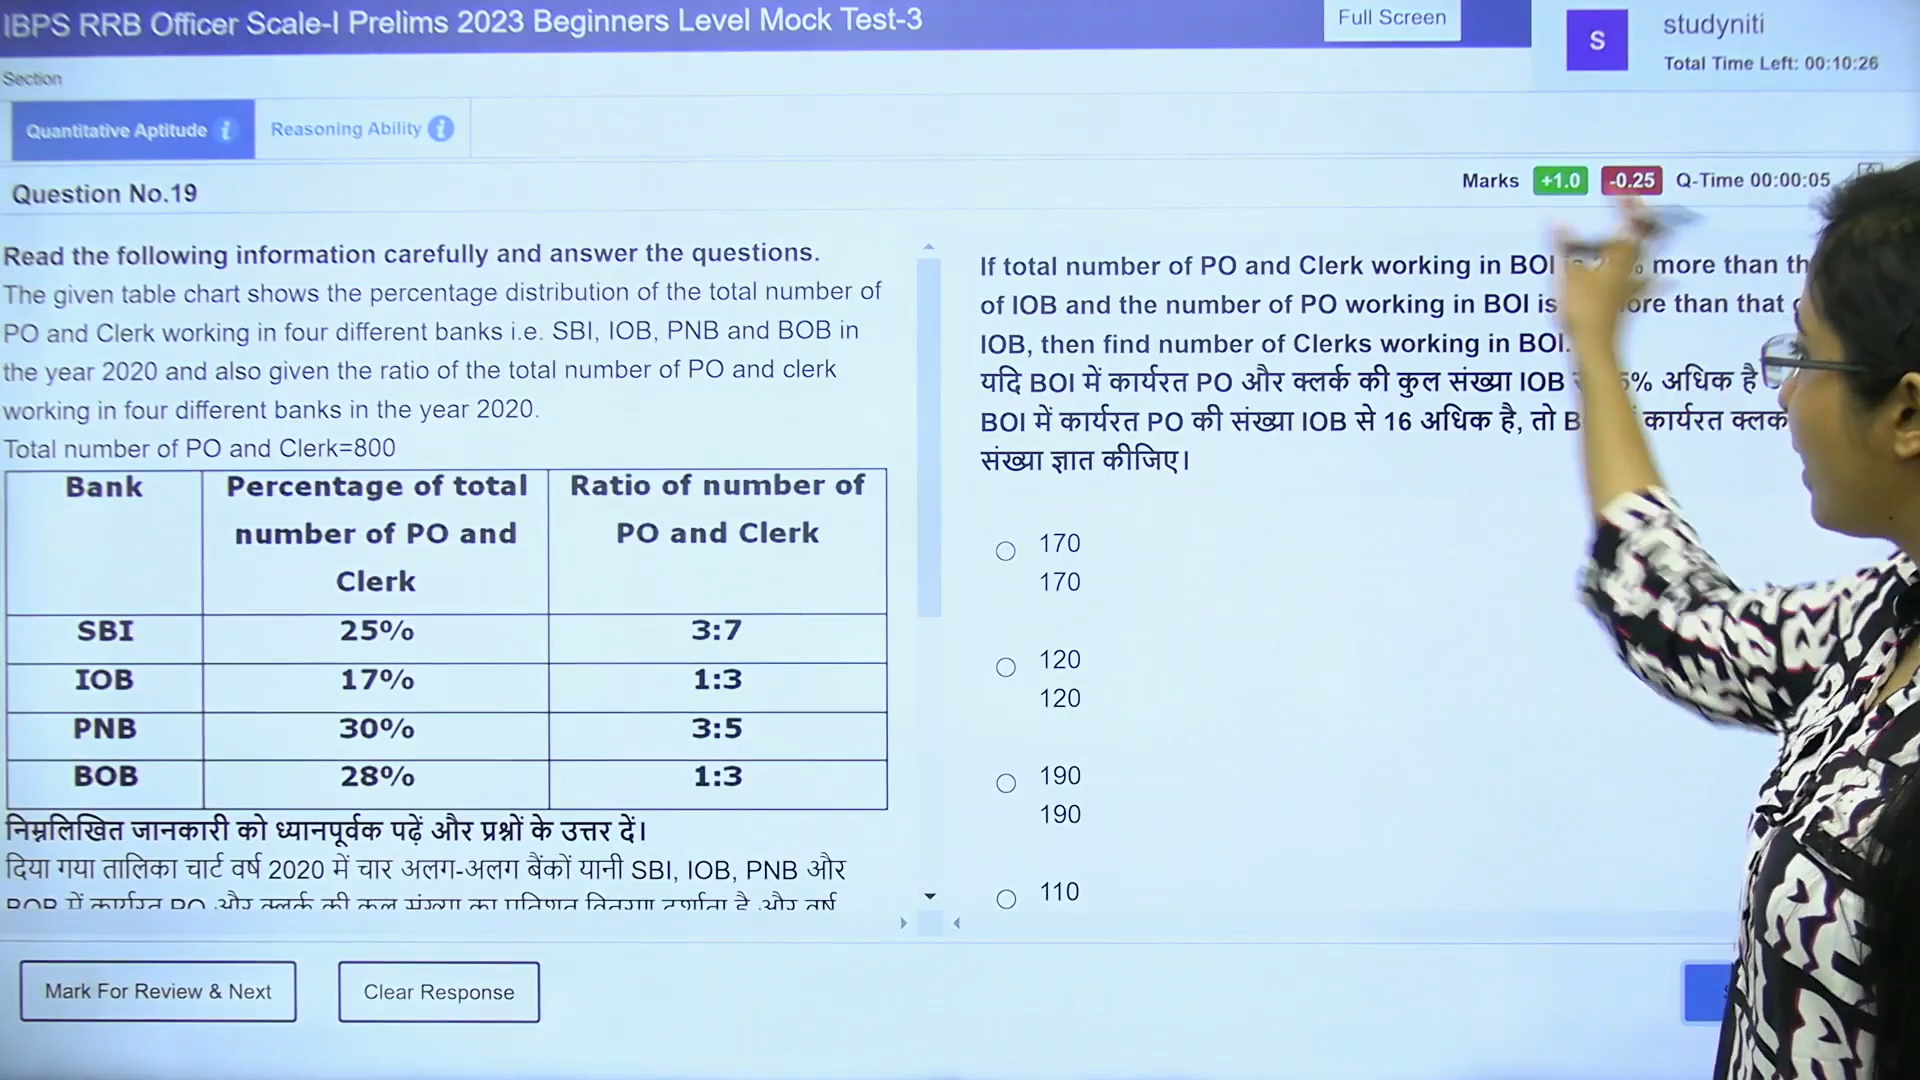 IBPS RRB Officer Scale-I Prelims 2023 Beginners Level Mock Test-3
Full Screen
S
studyniti
Total Time Left: 00:10:26
Section
Quantitative Aptitude i
Reasoning Ability i
Question No.19
Marks +1.0 -0.25 Q-Time 00:00:05
Read the following information carefully and answer the questions.
The given table chart shows the percentage distribution of the total number of
PO and Clerk working in four different banks i.e. SBI, IOB, PNB and BOB in
the year 2020 and also given the ratio of the total number of PO and clerk
working in four different banks in the year 2020.
Total number of PO and Clerk=800
Bank Percentage of total number of PO and Clerk Ratio of number of PO and Clerk
SBI 25% 3:7
IOB 17% 1:3
PNB 30% 3:5
BOB 28% 1:3
निम्नलिखित जानकारी को ध्यानपूर्वक पढ़ें और प्रश्नों के उत्तर दें।
दिया गया तालिका चार्ट वर्ष 2020 में चार अलग-अलग बैंकों यानी SBI, IOB, PNB और
BOB में कार्यरत PO और क्लर्क की कुल संख्या का प्रतिशत वितरण दर्शाता है और वर्ष
If total number of PO and Clerk working in BOI more than
of IOB and the number of PO working in BOI is than that
IOB, then find number of Clerks working in BOI.
यदि BOI में कार्यरत PO और क्लर्क की कुल संख्या IOB % अधिक है
BOI में कार्यरत PO की संख्या IOB से 16 अधिक है, तो कार्यरत
संख्या ज्ञात कीजिए।
170
170
120
120
190
190
110
Mark For Review & Next
Clear Response